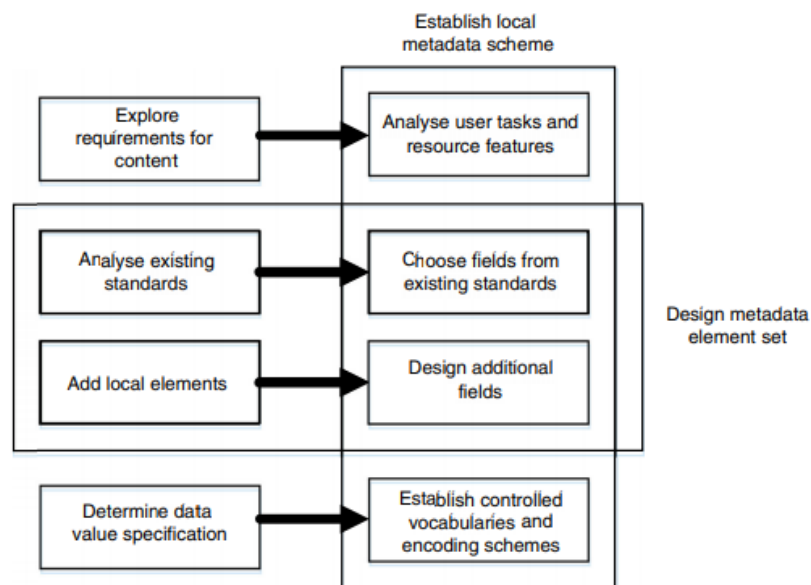 Establish local
metadata scheme
Explore
requirements for
content
Analyse user tasks and
resource features
Analyse existing
standards
Choose fields from
existing standards
Design metadata
element set
Add local elements
Design additional
fields
Determine data
value specification
Establish controlled
vocabularies and
encoding schemes